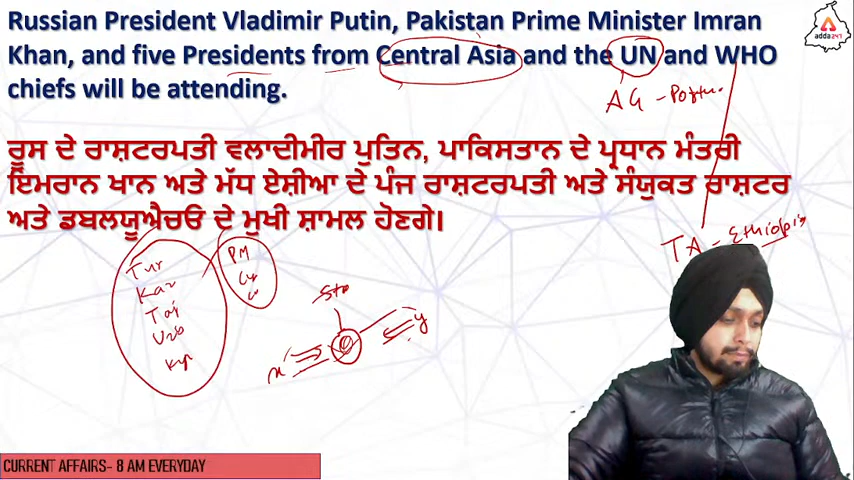 Russian President Vladimir Putin, Pakistan Prime Minister Imran
Khan, and five Presidents from Central Asia and the UN and WHO
chiefs will be attending.
adda247
AG - Portu.
ਰੂਸ ਦੇ ਰਾਸ਼ਟਰਪਤੀ ਵਲਾਦੀਮੀਰ ਪੁਤਿਨ, ਪਾਕਿਸਤਾਨ ਦੇ ਪ੍ਰਧਾਨ ਮੰਤਰੀ
ਇਮਰਾਨ ਖਾਨ ਅਤੇ ਮੱਧ ਏਸ਼ੀਆ ਦੇ ਪੰਜ ਰਾਸ਼ਟਰਪਤੀ ਅਤੇ ਸੰਯੁਕਤ ਰਾਸ਼ਟਰ
ਅਤੇ ਡਬਲਯੂਐਚਓ ਦੇ ਮੁਖੀ ਸ਼ਾਮਲ ਹੋਣਗੇ।
TA - Ethiopia
PM
Tur
Kaz
Taj
Uzb
Kyr
x
y
CURRENT AFFAIRS- 8 AM EVERYDAY